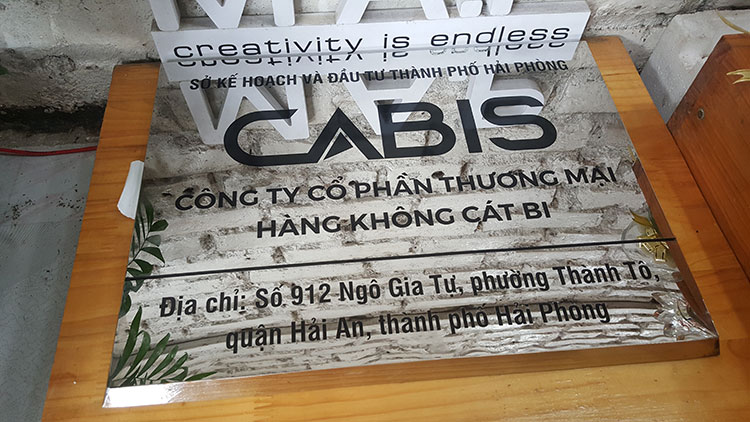 creativity is endless
SỞ KẾ HOẠCH VÀ ĐẦU TƯ THÀNH PHỐ HẢI PHÒNG
CABIS
CÔNG TY CỔ PHẦN THƯƠNG MẠI
HÀNG KHÔNG CÁT BI
Địa chỉ: Số 912 Ngô Gia Tự, phường Thành Tô,
quận Hải An, thành phố Hải Phòng